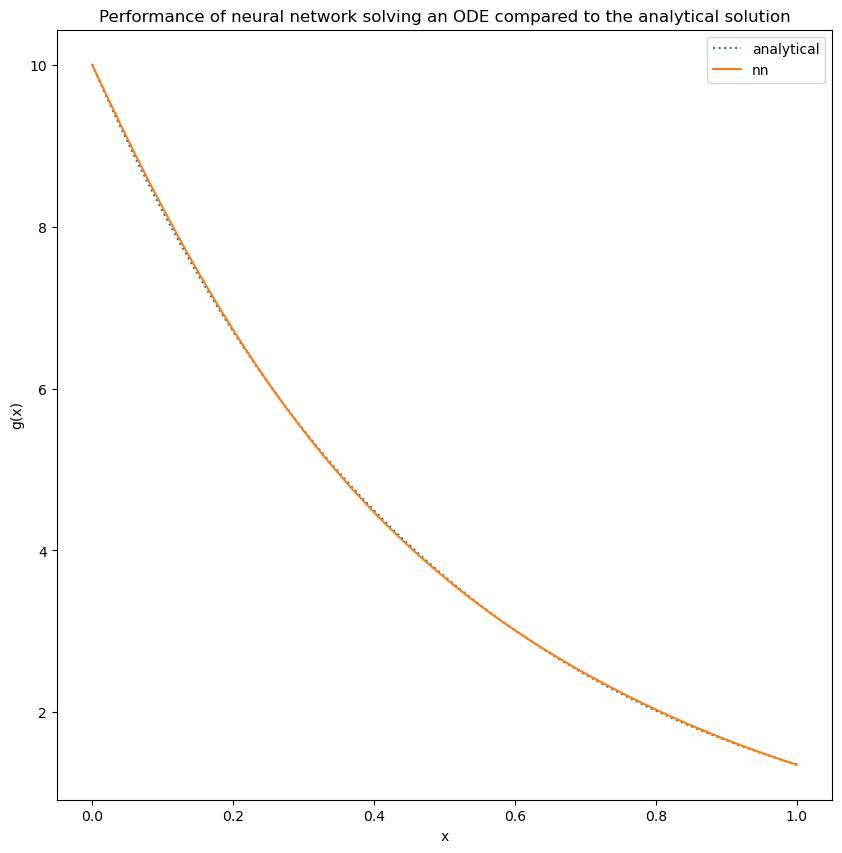 Performance of neural network solving an ODE compared to the analytical solution
analytical
nn
10
8
6
4
2
g(x)
0.0 0.2 0.4 0.6 0.8 1.0
x